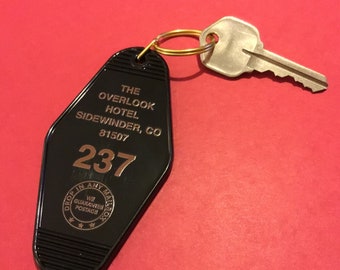 THE
OVERLOOK
HOTEL
SIDEWINDER, CO
81507
237
DROP IN ANY MAILBOX
WE
GUARANTEE
POSTAGE